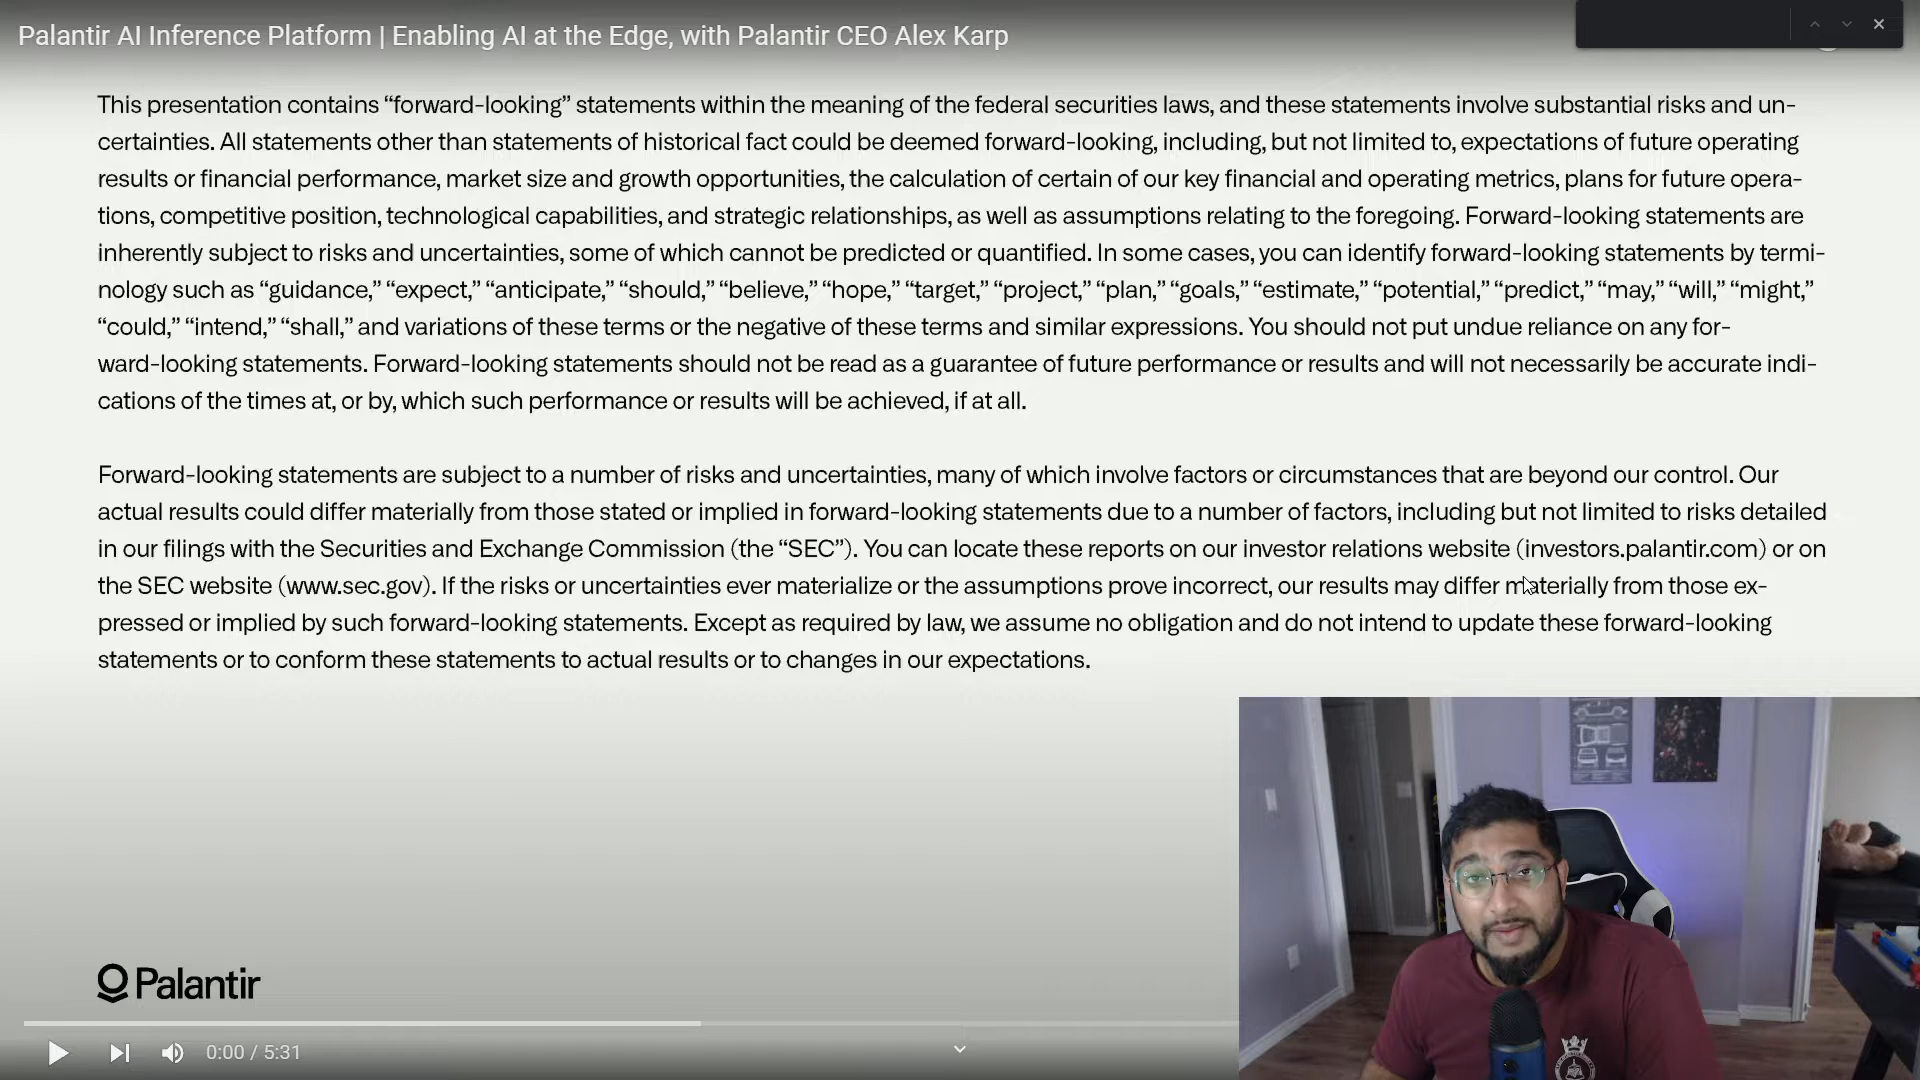 Palantir AI Inference Platform | Enabling AI at the Edge, with Palantir CEO Alex Karp
This presentation contains “forward-looking” statements within the meaning of the federal securities laws, and these statements involve substantial risks and un-
certainties. All statements other than statements of historical fact could be deemed forward-looking, including, but not limited to, expectations of future operating
results or financial performance, market size and growth opportunities, the calculation of certain of our key financial and operating metrics, plans for future opera-
tions, competitive position, technological capabilities, and strategic relationships, as well as assumptions relating to the foregoing. Forward-looking statements are
inherently subject to risks and uncertainties, some of which cannot be predicted or quantified. In some cases, you can identify forward-looking statements by termi-
nology such as “guidance,” “expect,” “anticipate,” “should,” “believe,” “hope,” “target,” “project,” “plan,” “goals,” “estimate,” “potential,” “predict,” “may,” “will,” “might,”
“could,” “intend,” “shall,” and variations of these terms or the negative of these terms and similar expressions. You should not put undue reliance on any for-
ward-looking statements. Forward-looking statements should not be read as a guarantee of future performance or results and will not necessarily be accurate indi-
cations of the times at, or by, which such performance or results will be achieved, if at all.
Forward-looking statements are subject to a number of risks and uncertainties, many of which involve factors or circumstances that are beyond our control. Our
actual results could differ materially from those stated or implied in forward-looking statements due to a number of factors, including but not limited to risks detailed
in our filings with the Securities and Exchange Commission (the “SEC”). You can locate these reports on our investor relations website (investors.palantir.com) or on
the SEC website (www.sec.gov). If the risks or uncertainties ever materialize or the assumptions prove incorrect, our results may differ materially from those ex-
pressed or implied by such forward-looking statements. Except as required by law, we assume no obligation and do not intend to update these forward-looking
statements or to conform these statements to actual results or to changes in our expectations.
Palantir
0:00 / 5:31